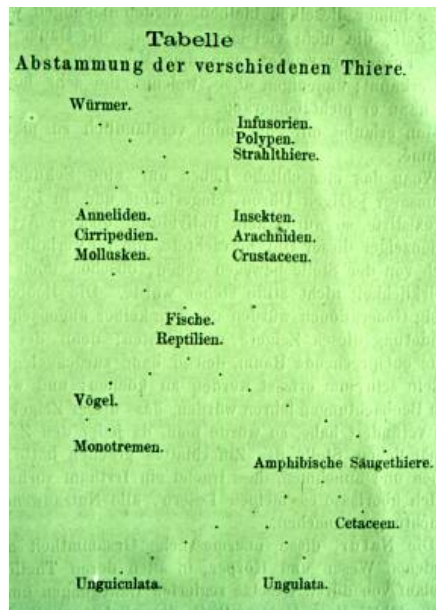 Tabelle
Abstammung der verschiedenen Thiere.
Würmer.
Infusorien.
Polypen.
Strahlthiere.
Anneliden. Insekten.
Cirripedien. Arachniden.
Mollusken. Crustaceen.
Fische.
Reptilien.
Vögel.
Monotremen.
Amphibische Säugethiere.
Cetaceen.
Unguiculata. Ungulata.